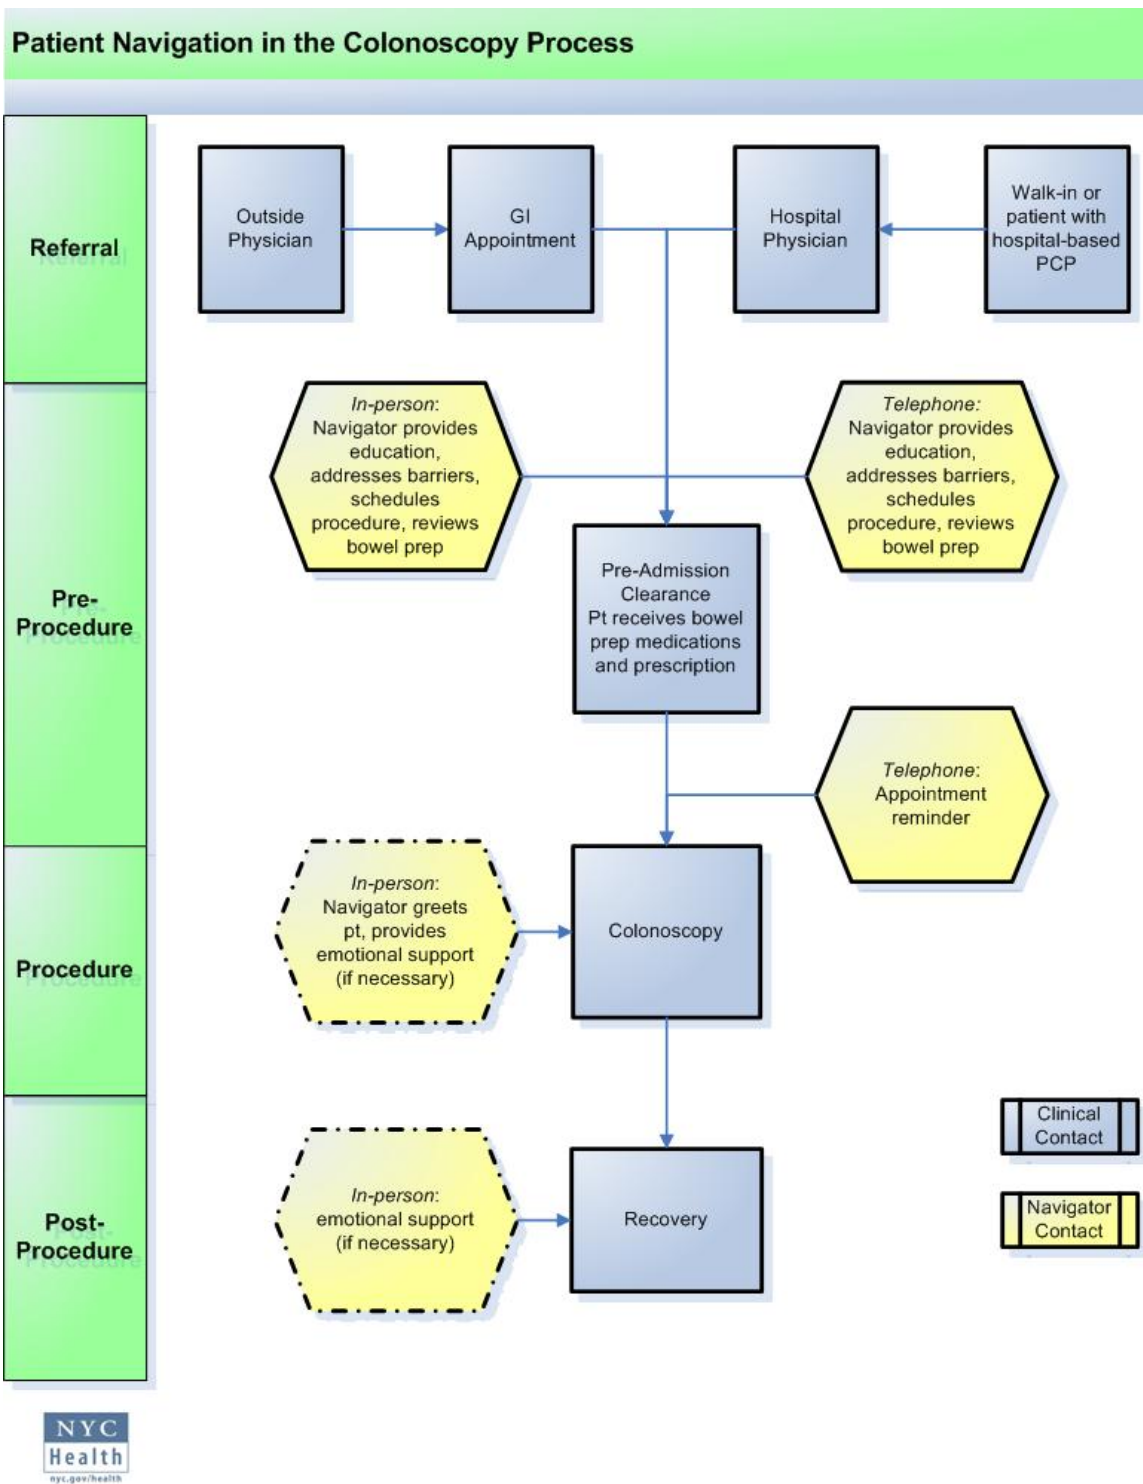 Patient Navigation in the Colonoscopy Process
Referral
Outside
Physician
GI
Appointment
Hospital
Physician
Walk-in or
patient with
hospital-based
PCP
Pre-
Procedure
In-person:
Navigator provides
education,
addresses barriers,
schedules
procedure, reviews
bowel prep
Telephone:
Navigator provides
education,
addresses barriers,
schedules
procedure, reviews
bowel prep
Pre-Admission
Clearance
Pt receives bowel
prep medications
and prescription
Telephone:
Appointment
reminder
Procedure
In-person:
Navigator greets
pt, provides
emotional support
(if necessary)
Colonoscopy
Post-
Procedure
In-person:
emotional support
(if necessary)
Recovery
Clinical
Contact
Navigator
Contact
NYC
Health
nyc.gov/health